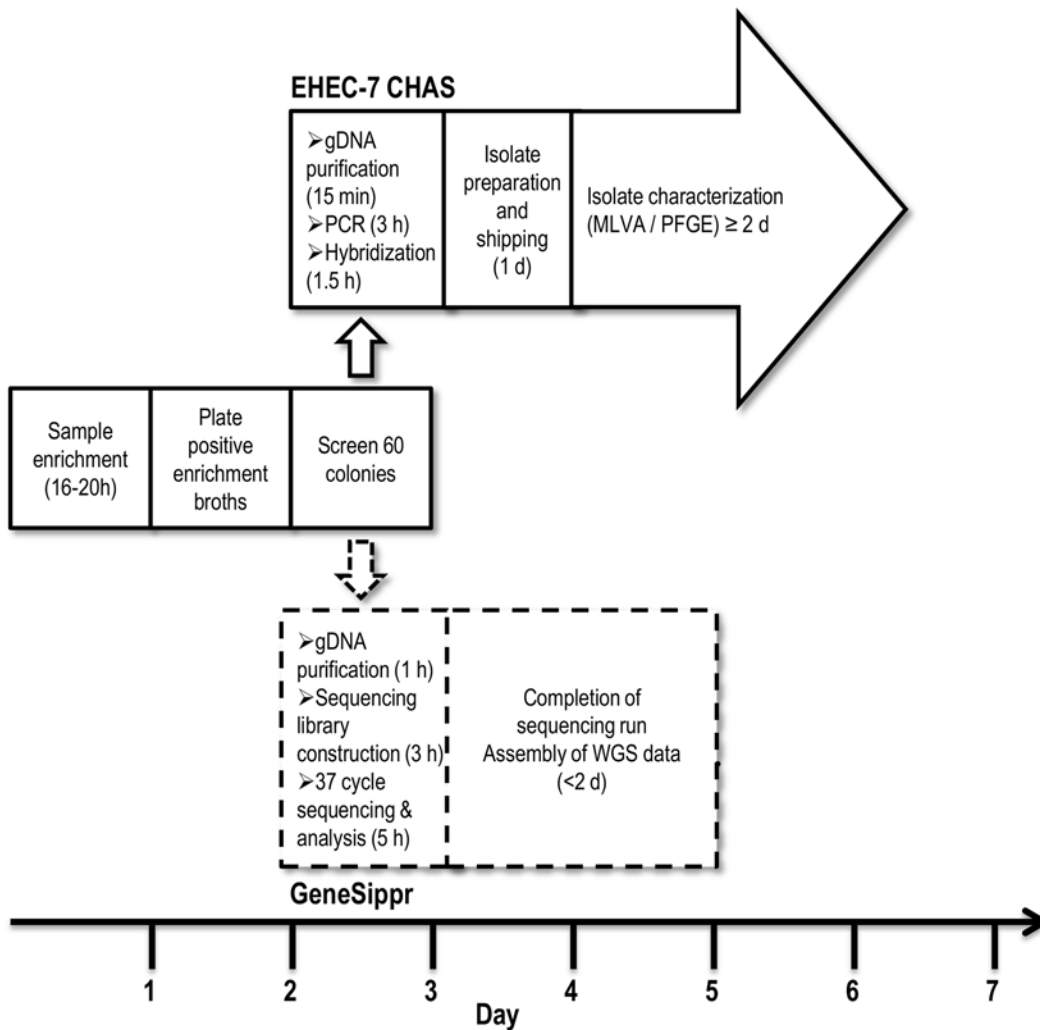 EHEC-7 CHAS
➢gDNA
purification
(15 min)
➢PCR (3 h)
➢Hybridization
(1.5 h)
Isolate
preparation
and
shipping
(1 d)
Isolate characterization
(MLVA / PFGE) ≥ 2 d
Sample
enrichment
(16-20h)
Plate
positive
enrichment
broths
Screen 60
colonies
➢gDNA
purification (1 h)
➢Sequencing
library
construction (3 h)
➢37 cycle
sequencing &
analysis (5 h)
Completion of
sequencing run
Assembly of WGS data
(<2 d)
GeneSippr
1 2 3 4 5 6 7
Day